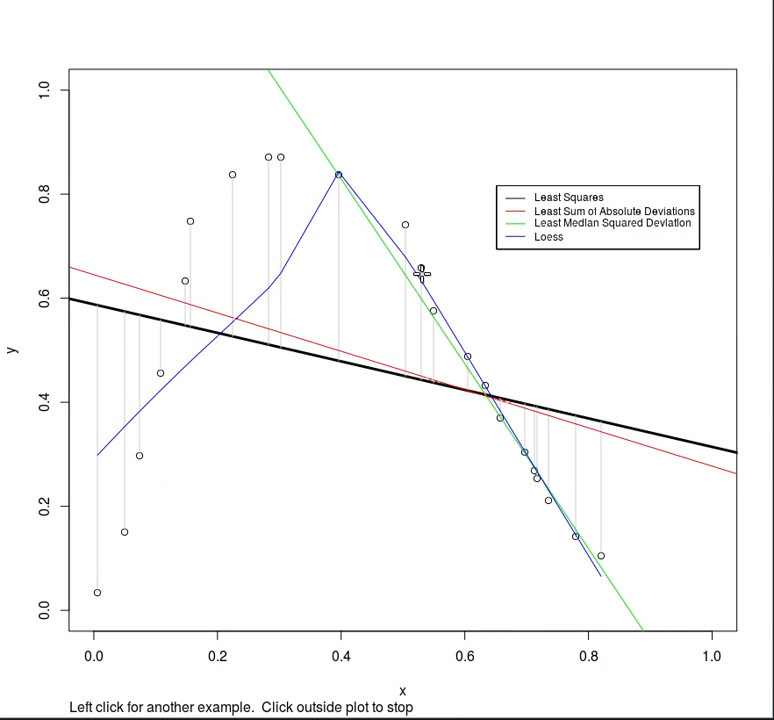 Least Squares
Least Sum of Absolute Deviations
Least Median Squared Deviation
Loess
y
1.0
0.8
0.6
0.4
0.2
0.0
0.0 0.2 0.4 0.6 0.8 1.0
x
Left click for another example. Click outside plot to stop